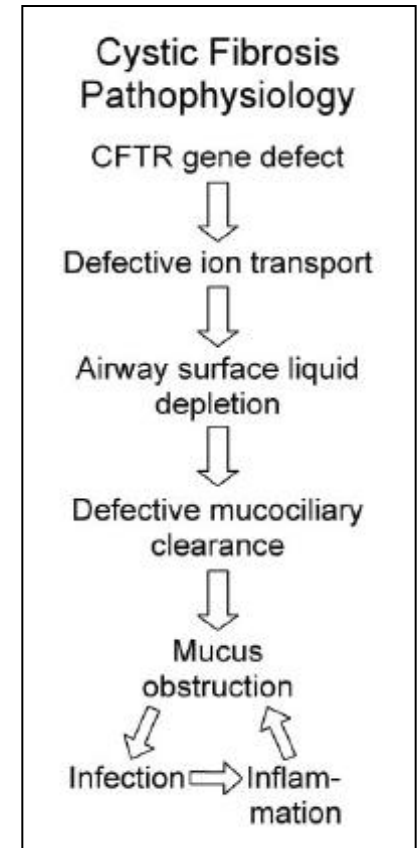 Cystic Fibrosis
Pathophysiology
CFTR gene defect
Defective ion transport
Airway surface liquid
depletion
Defective mucociliary
clearance
Mucus
obstruction
Infection
Inflam-
mation